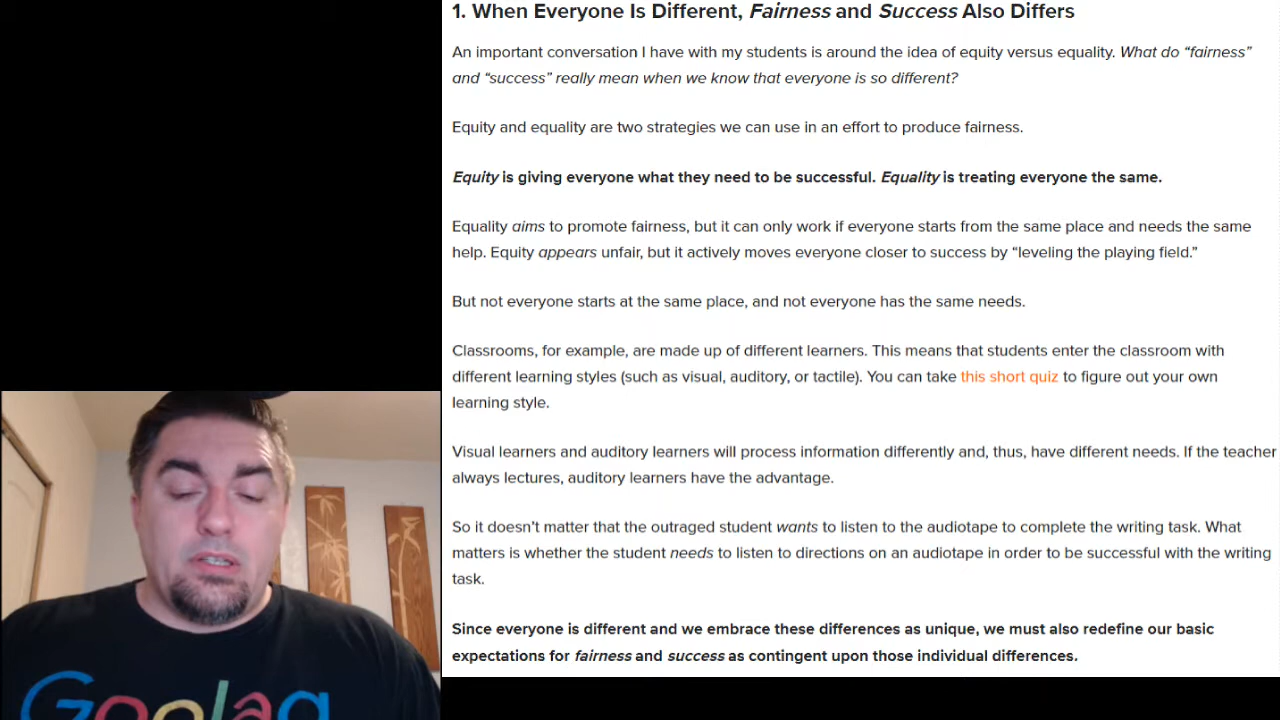 1. When Everyone Is Different, Fairness and Success Also Differs
An important conversation I have with my students is around the idea of equity versus equality. What do “fairness”
and “success” really mean when we know that everyone is so different?
Equity and equality are two strategies we can use in an effort to produce fairness.
Equity is giving everyone what they need to be successful. Equality is treating everyone the same.
Equality aims to promote fairness, but it can only work if everyone starts from the same place and needs the same
help. Equity appears unfair, but it actively moves everyone closer to success by “leveling the playing field.”
But not everyone starts at the same place, and not everyone has the same needs.
Classrooms, for example, are made up of different learners. This means that students enter the classroom with
different learning styles (such as visual, auditory, or tactile). You can take this short quiz to figure out your own
learning style.
Visual learners and auditory learners will process information differently and, thus, have different needs. If the teacher
always lectures, auditory learners have the advantage.
So it doesn’t matter that the outraged student wants to listen to the audiotape to complete the writing task. What
matters is whether the student needs to listen to directions on an audiotape in order to be successful with the writing
task.
Since everyone is different and we embrace these differences as unique, we must also redefine our basic
expectations for fairness and success as contingent upon those individual differences.
Goolag